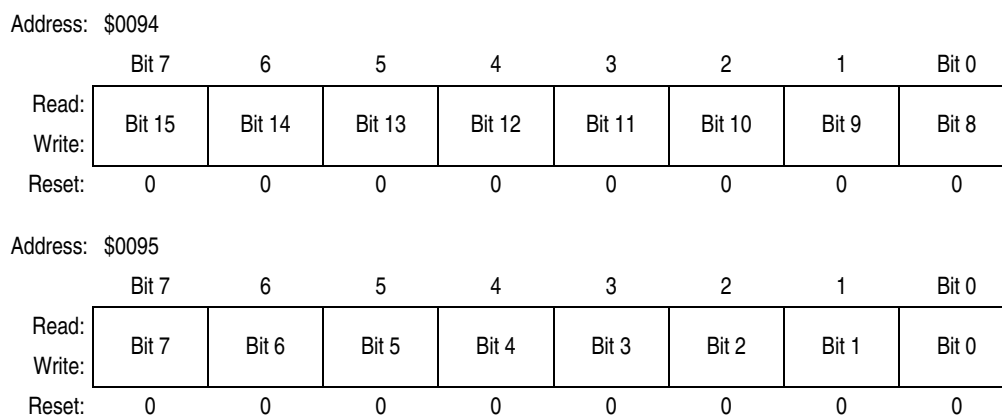 Address: $0094
Bit 7 6 5 4 3 2 1 Bit 0
Read:
Bit 15 Bit 14 Bit 13 Bit 12 Bit 11 Bit 10 Bit 9 Bit 8
Write:
Reset: 0 0 0 0 0 0 0 0
Address: $0095
Bit 7 6 5 4 3 2 1 Bit 0
Read:
Bit 7 Bit 6 Bit 5 Bit 4 Bit 3 Bit 2 Bit 1 Bit 0
Write:
Reset: 0 0 0 0 0 0 0 0